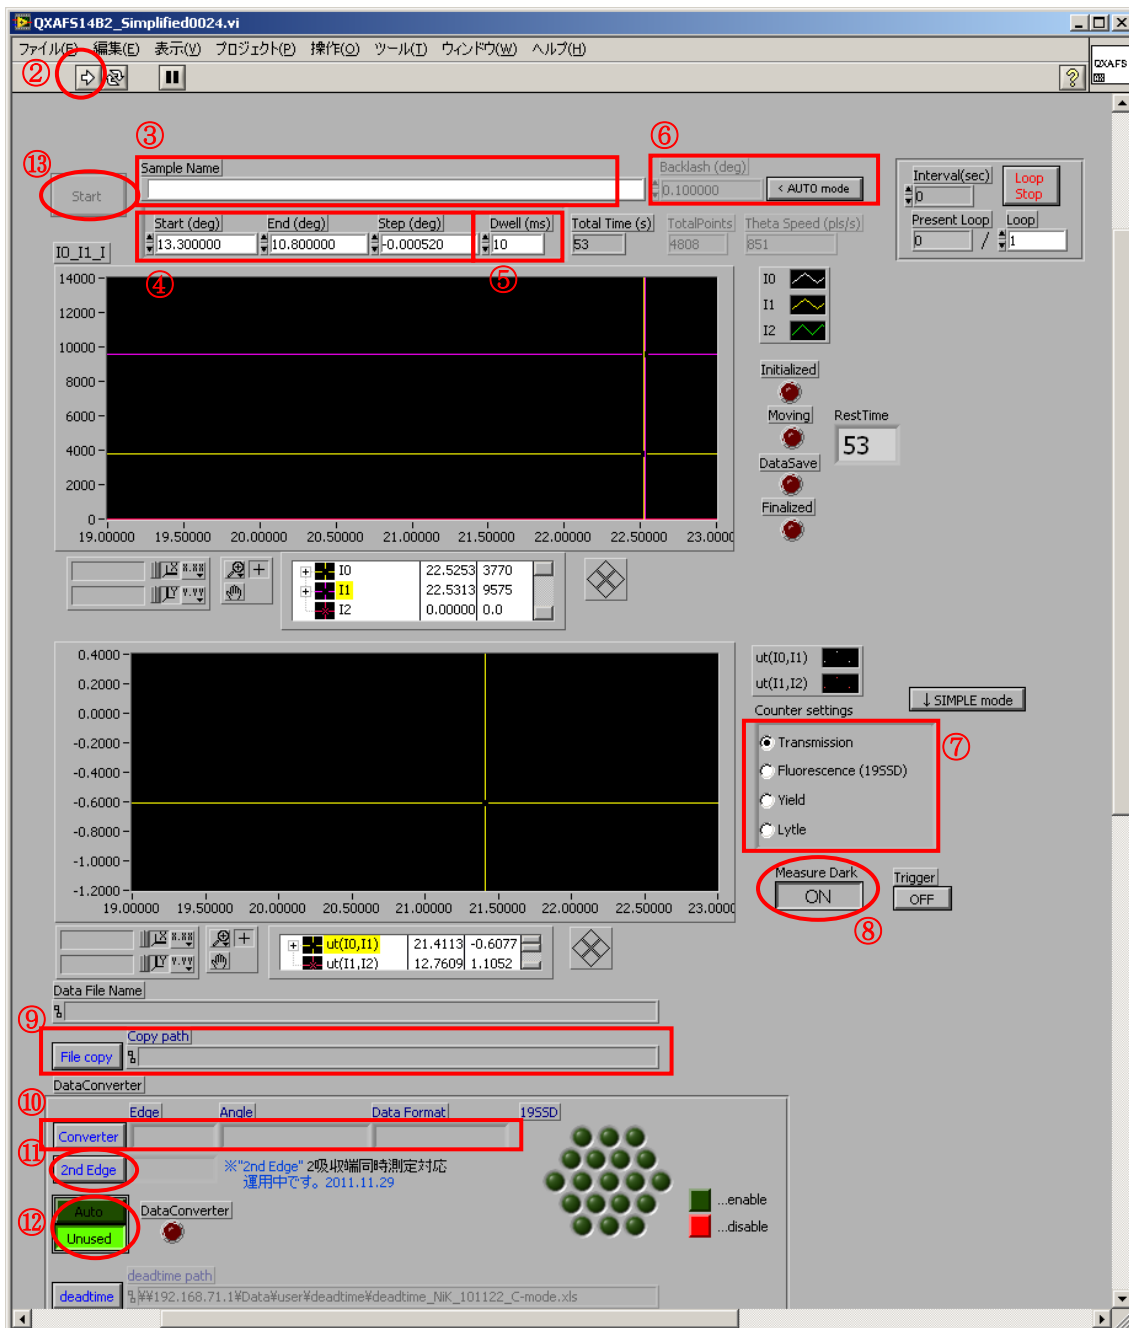 QXAFS14B2_Simplified0024.vi
ファイル(F) 編集(E) 表示(V) プロジェクト(P) 操作(O) ツール(T) ウィンドウ(W) ヘルプ(H)
②
QXAFS
③ ⑥
⑬ Sample Name Backlash (deg)
Start 0.100000 < AUTO mode
Interval(sec) Loop Stop
0
Start (deg) End (deg) Step (deg) Dwell (ms) Total Time (s) TotalPoints Theta Speed (pls/s) Present Loop Loop
13.300000 10.800000 -0.000520 10 53 4808 851 0 / 1
I0_I1_I
④ ⑤
14000
12000
10000
8000
6000
4000
2000
0
19.00000 19.50000 20.00000 20.50000 21.00000 21.50000 22.00000 22.50000 23.0000
I0
I1
I2
Initialized
Moving RestTime
53
DataSave
Finalized
X x.xx
Y y.yy
I0 22.5253 3770
I1 22.5313 9575
I2 0.00000 0.0
0.4000
0.2000
0.0000
-0.2000
-0.4000
-0.6000
-0.8000
-1.0000
-1.2000
19.00000 19.50000 20.00000 20.50000 21.00000 21.50000 22.00000 22.50000 23.0000
ut(I0,I1)
ut(I1,I2)
↓ SIMPLE mode
Counter settings
⑦
Transmission
Fluorescence (19SSD)
Yield
Lytle
Measure Dark Trigger
ON OFF
⑧
X x.xx
Y y.yy
ut(I0,I1) 21.4113 -0.6077
ut(I1,I2) 12.7609 1.1052
Data File Name
⑨
Copy path
File copy
DataConverter
⑩
Edge Angle Data Format 19SSD
Converter
⑪
2nd Edge ※"2nd Edge" 2吸収端同時測定対応
運用中です。2011.11.29
⑫
Auto DataConverter
Unused
...enable
...disable
deadtime path
deadtime ¥¥192.168.71.1¥Data¥user¥deadtime¥deadtime_NiK_101122_C-mode.xls